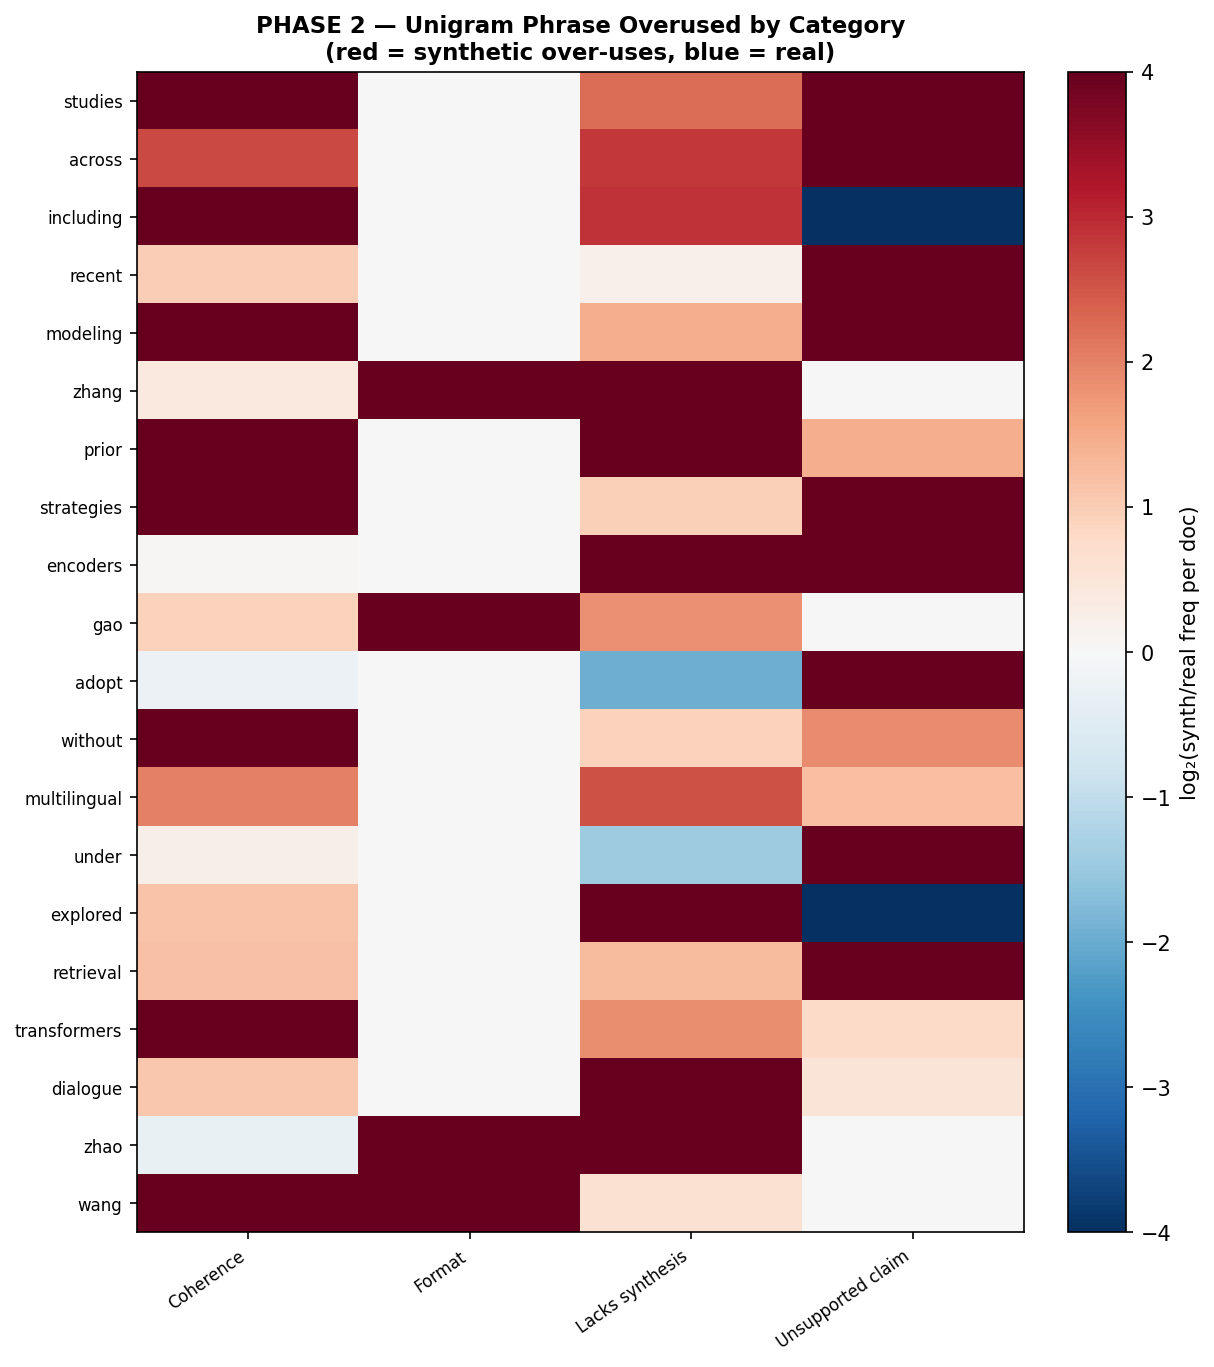 PHASE 2 — Unigram Phrase Overused by Category
(red = synthetic over-uses, blue = real)
studies
across
including
recent
modeling
zhang
prior
strategies
encoders
gao
adopt
without
multilingual
under
explored
retrieval
transformers
dialogue
zhao
wang
Coherence
Format
Lacks synthesis
Unsupported claim
4
3
2
1
0
−1
−2
−3
−4
log₂(synth/real freq per doc)